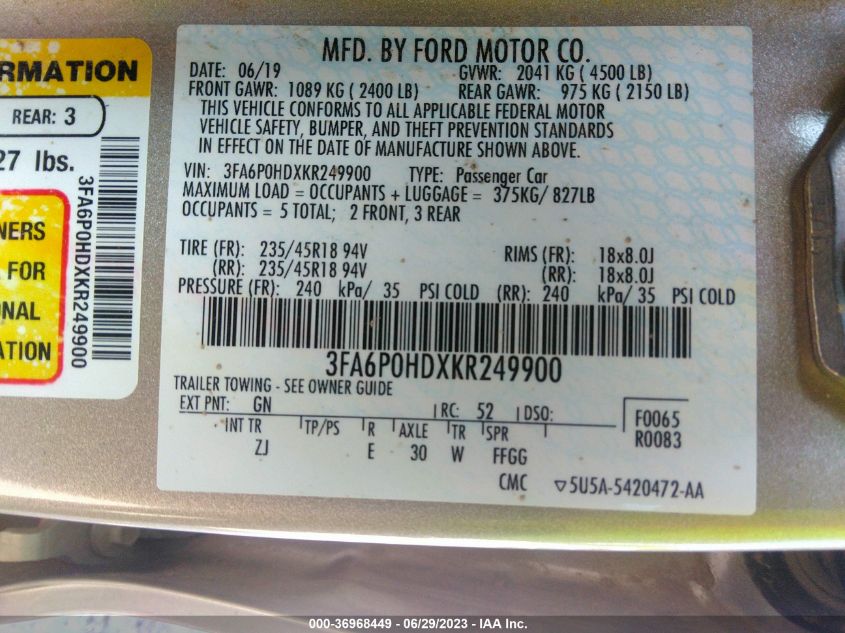 RMATION
REAR: 3
27 lbs.
3FA6P0HDXKR249900
NERS
FOR
ONAL
ATION
MFD. BY FORD MOTOR CO.
DATE: 06/19 GVWR: 2041 KG ( 4500 LB)
FRONT GAWR: 1089 KG ( 2400 LB) REAR GAWR: 975 KG ( 2150 LB)
THIS VEHICLE CONFORMS TO ALL APPLICABLE FEDERAL MOTOR
VEHICLE SAFETY, BUMPER, AND THEFT PREVENTION STANDARDS
IN EFFECT ON THE DATE OF MANUFACTURE SHOWN ABOVE.
VIN: 3FA6P0HDXKR249900 TYPE: Passenger Car
MAXIMUM LOAD = OCCUPANTS + LUGGAGE = 375KG/ 827LB
OCCUPANTS = 5 TOTAL; 2 FRONT, 3 REAR
TIRE (FR): 235/45R18 94V RIMS (FR): 18x8.0J
(RR): 235/45R18 94V (RR): 18x8.0J
PRESSURE (FR): 240 kPa/ 35 PSI COLD (RR): 240 kPa/ 35 PSI COLD
3FA6P0HDXKR249900
TRAILER TOWING - SEE OWNER GUIDE
EXT PNT: GN RC: 52 DSO: F0065
INT TR TP/PS R AXLE TR SPR R0083
ZJ E 30 W FFGG
CMC ▽5U5A-5420472-AA
000-36968449 - 06/29/2023 - IAA Inc.